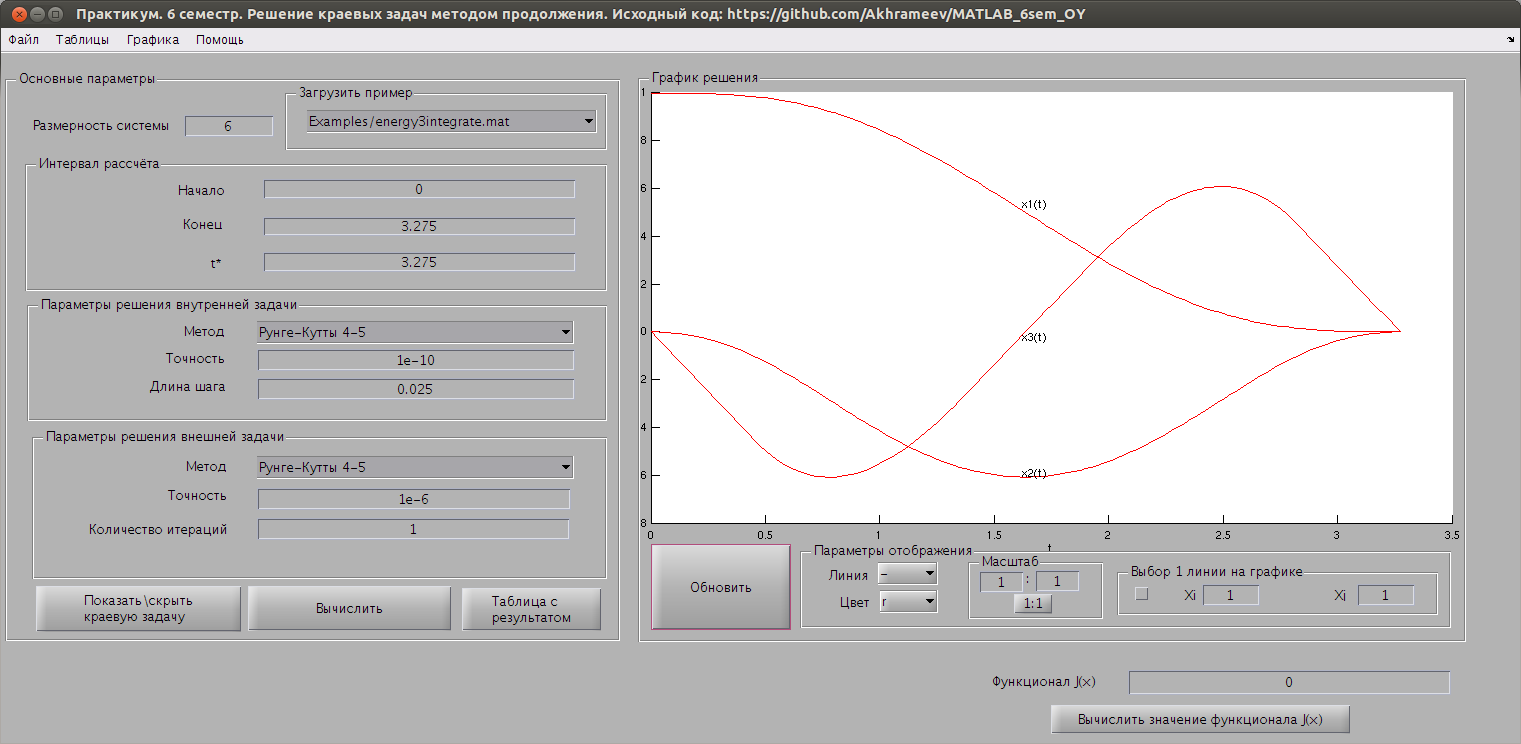 Практикум. 6 семестр. Решение краевых задач методом продолжения. Исходный код: https://github.com/Akhrameev/MATLAB_6sem_OY
Файл Таблицы Графика Помощь
Основные параметры
Размерность системы 6
Загрузить пример
Examples/energy3integrate.mat
Интервал рассчёта
Начало 0
Конец 3.275
t* 3.275
Параметры решения внутренней задачи
Метод Рунге-Кутты 4-5
Точность 1e-10
Длина шага 0.025
Параметры решения внешней задачи
Метод Рунге-Кутты 4-5
Точность 1e-6
Количество итераций 1
Показать\скрыть
краевую задачу
Вычислить
Таблица с
результатом
График решения
1
8
6
4
2
0
2
4
6
8
x1(t)
x3(t)
x2(t)
0 0.5 1 1.5 2 2.5 3 3.5
t
Обновить
Параметры отображения
Линия -
Цвет r
Масштаб
1 : 1
1:1
Выбор 1 линии на графике
Xi 1 Xj 1
Функционал J(x) 0
Вычислить значение функционала J(x)